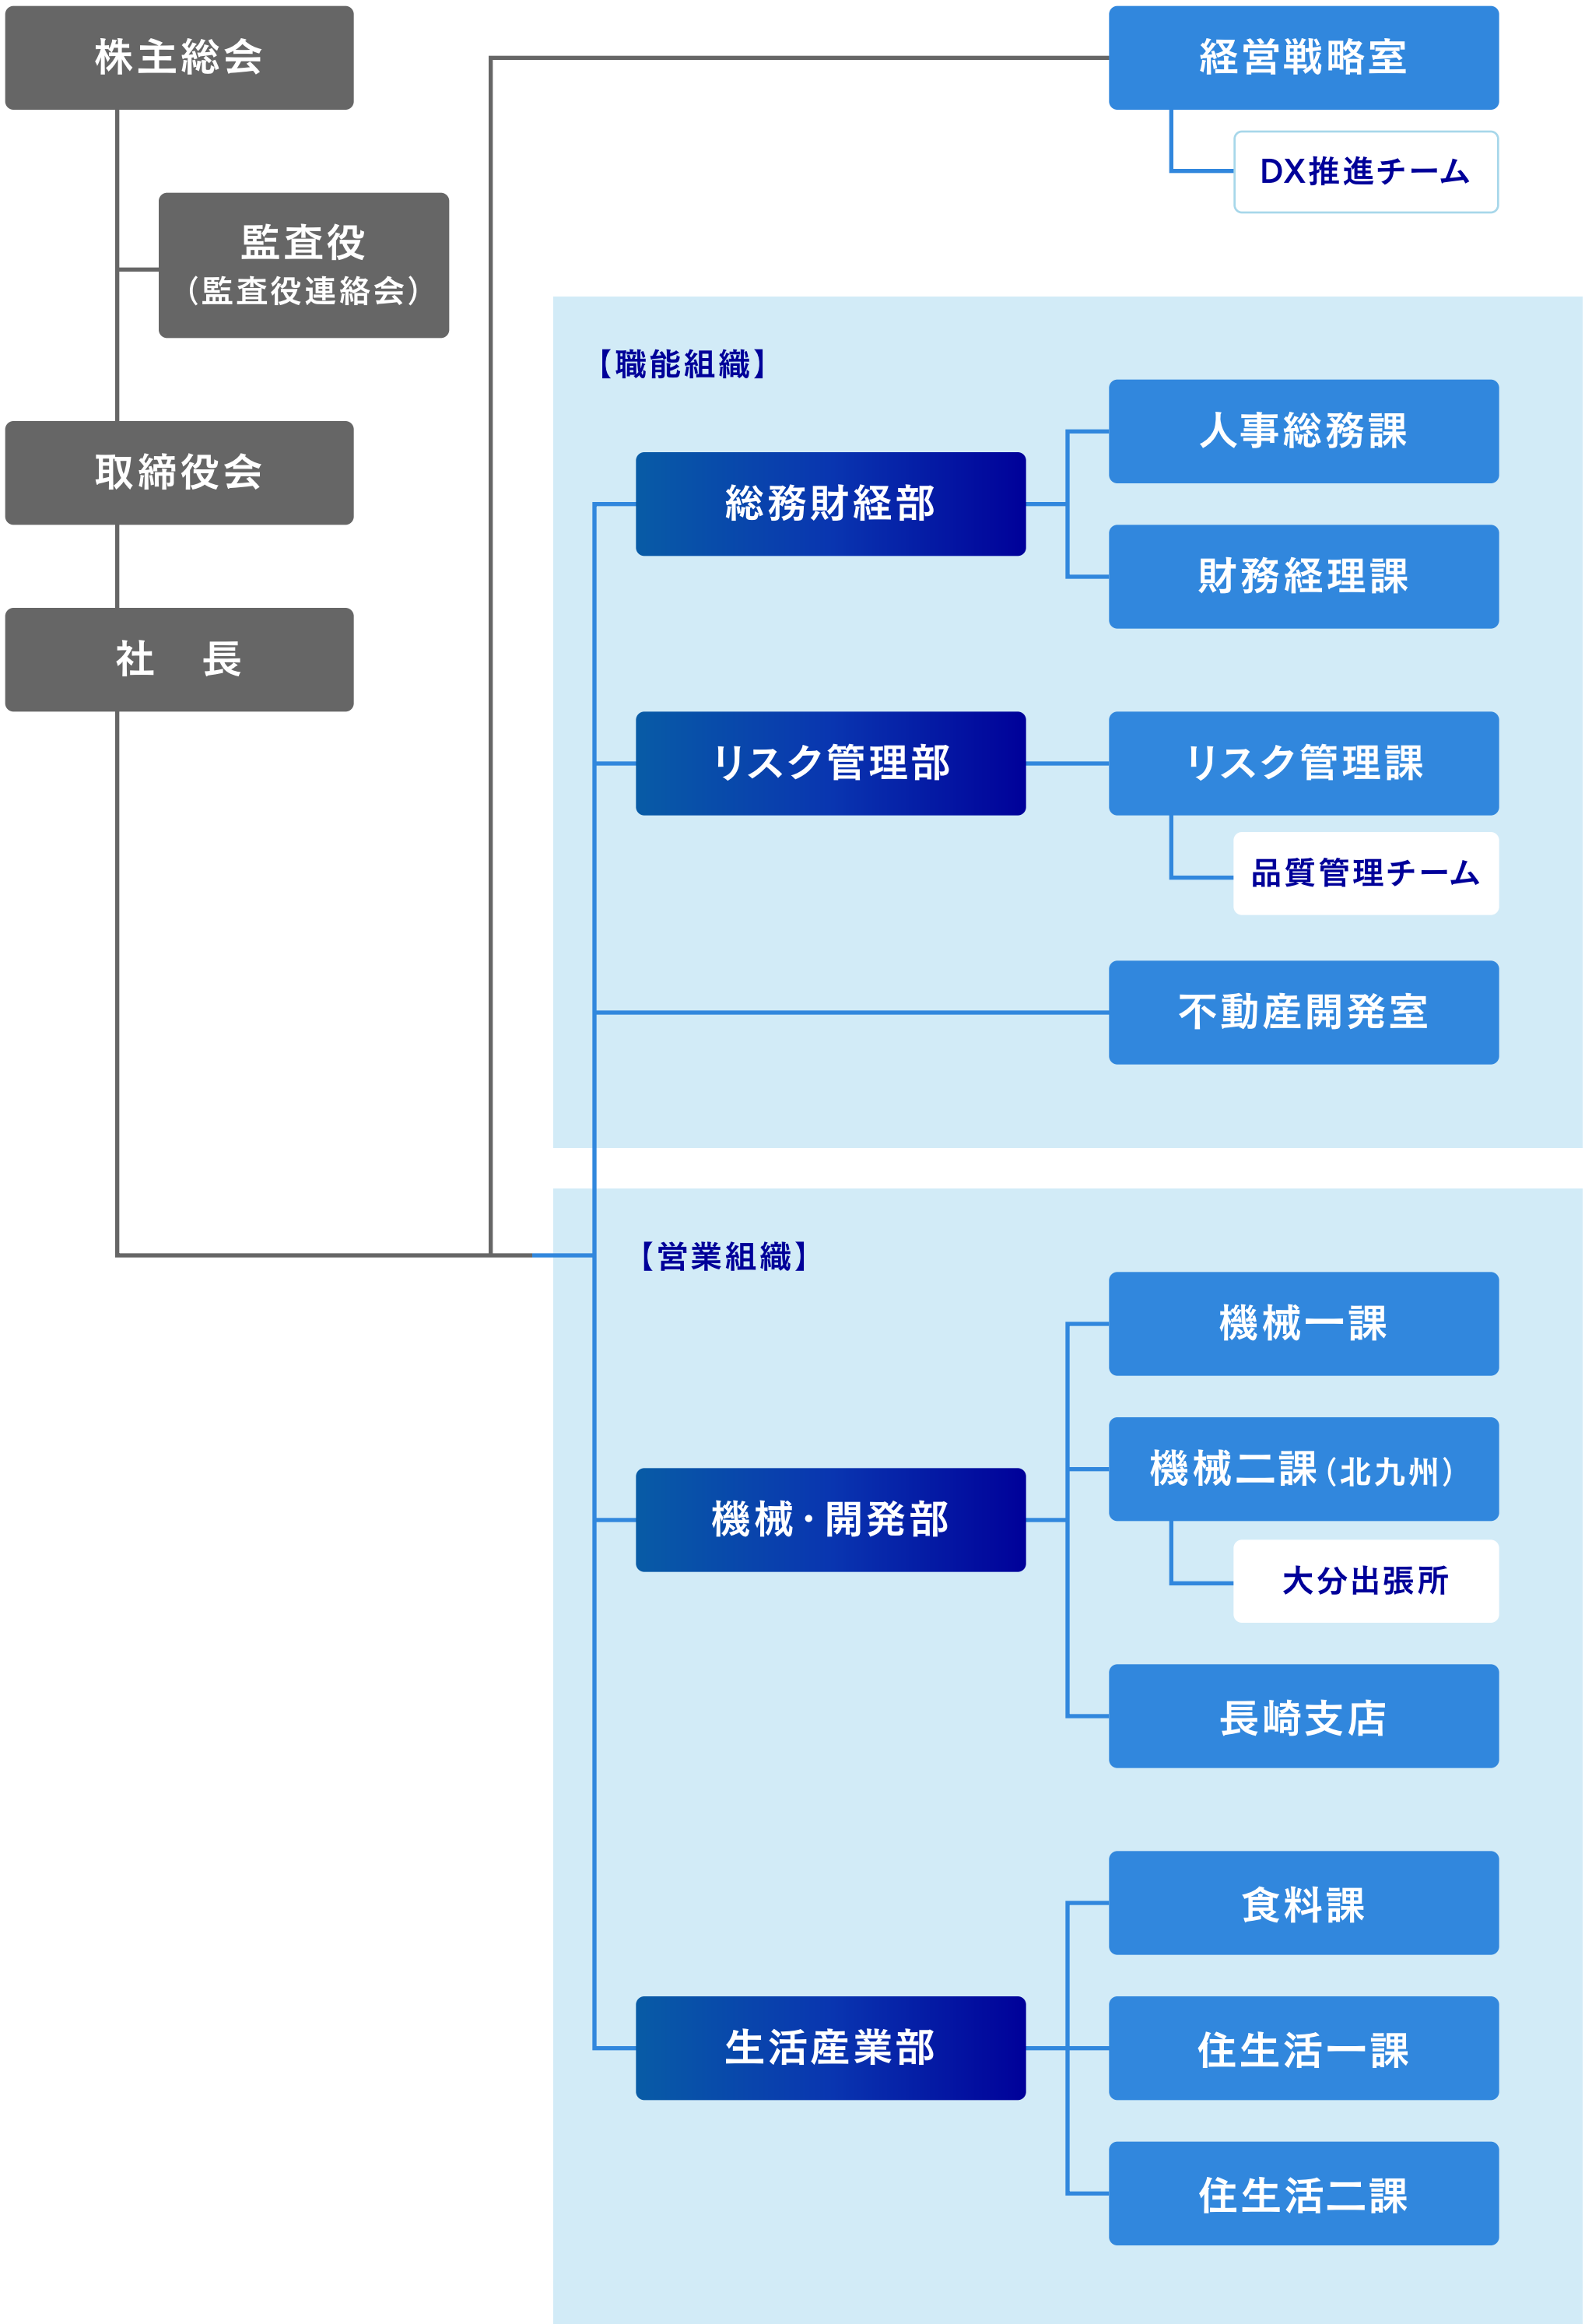 株主総会
監査役
（監査役連絡会）
取締役会
社　長
経営戦略室
DX推進チーム
【職能組織】
総務財経部
人事総務課
財務経理課
リスク管理部
リスク管理課
品質管理チーム
不動産開発室
【営業組織】
機械・開発部
機械一課
機械二課（北九州）
大分出張所
長崎支店
生活産業部
食料課
住生活一課
住生活二課